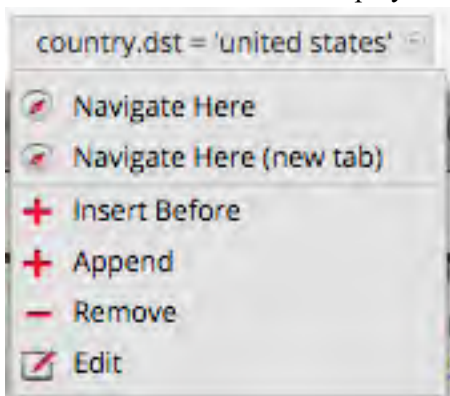 country.dst = 'united states'
Navigate Here
Navigate Here (new tab)
Insert Before
Append
Remove
Edit